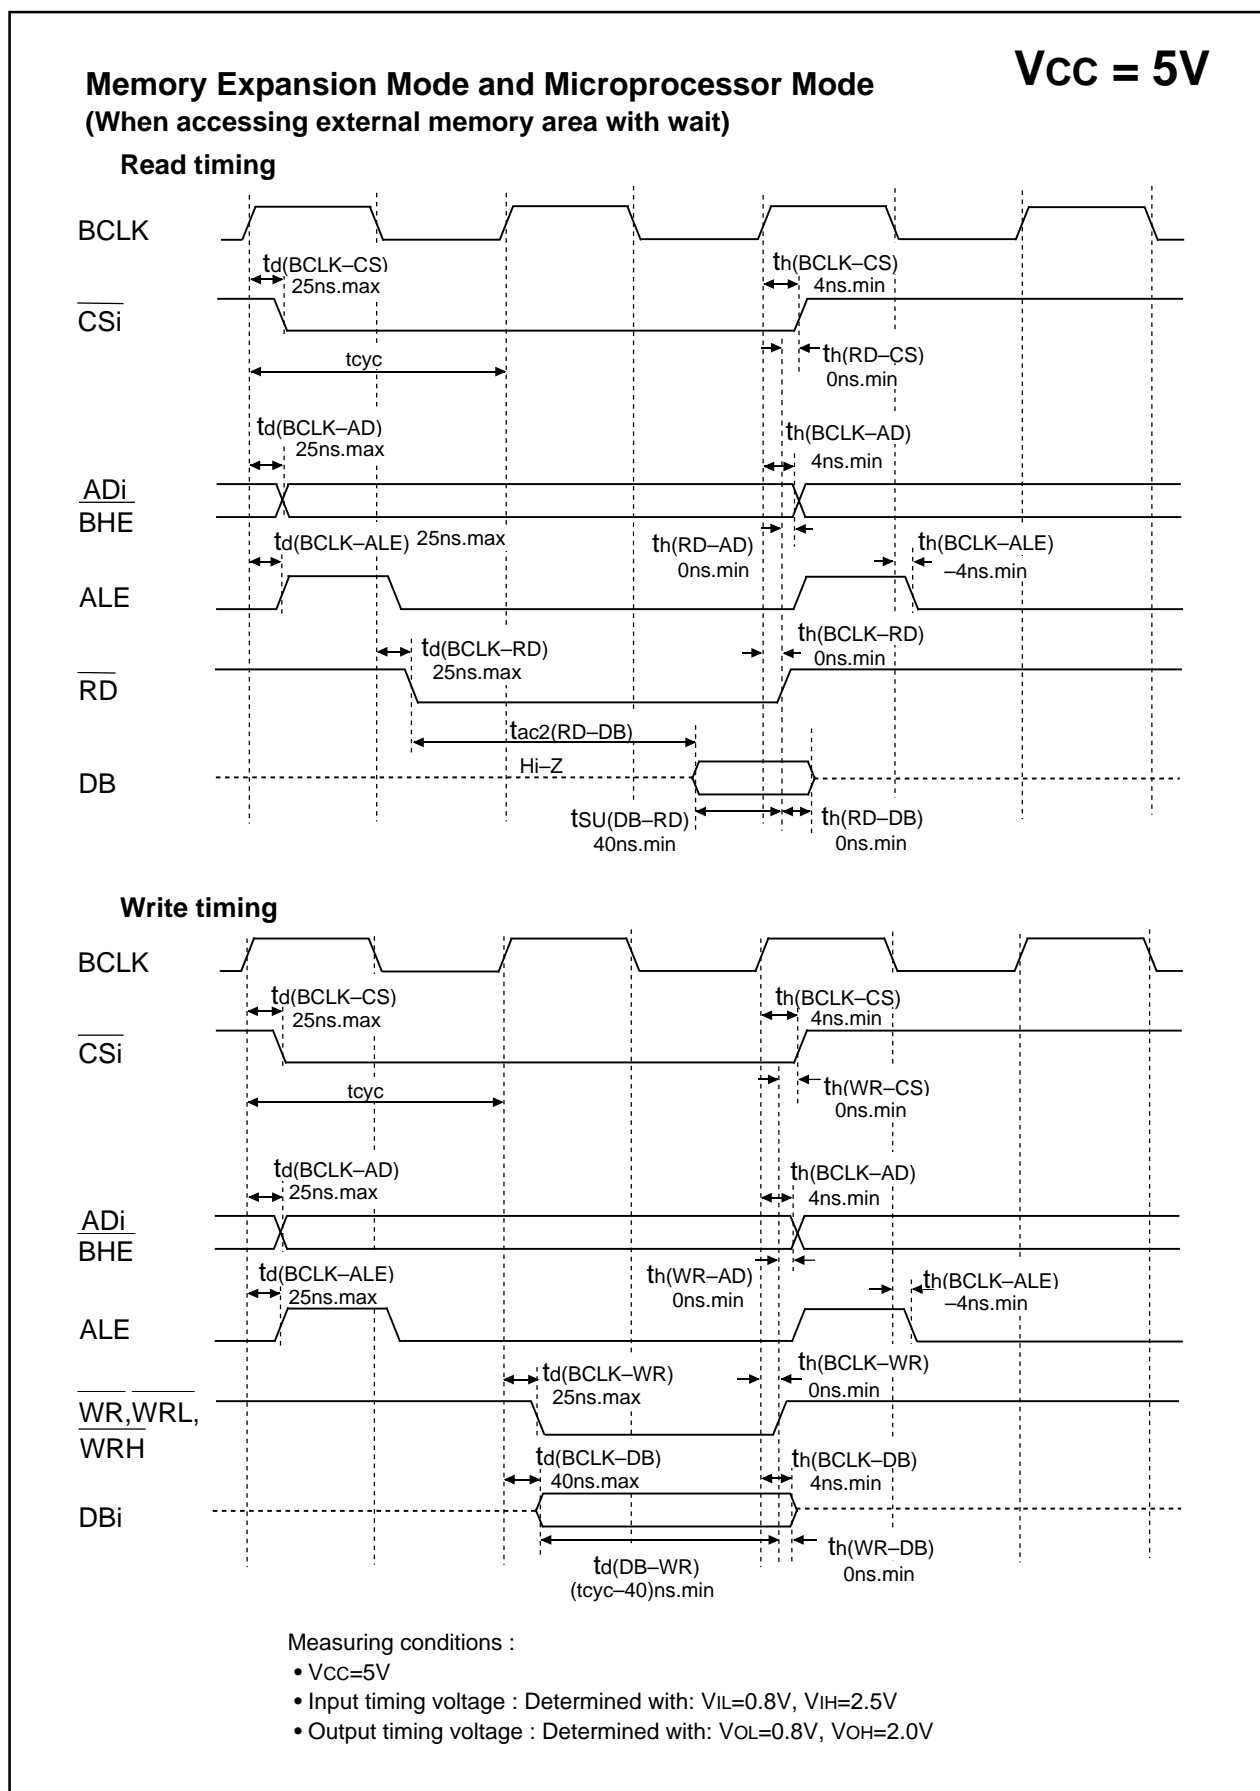 VCC = 5V
Memory Expansion Mode and Microprocessor Mode
(When accessing external memory area with wait)
Read timing
BCLK
td(BCLK–CS)
25ns.max
th(BCLK–CS)
4ns.min
CSi
tcyc
th(RD–CS)
0ns.min
td(BCLK–AD)
25ns.max
th(BCLK–AD)
4ns.min
ADi
BHE
td(BCLK–ALE) 25ns.max
th(RD–AD)
0ns.min
th(BCLK–ALE)
–4ns.min
ALE
td(BCLK–RD)
25ns.max
th(BCLK–RD)
0ns.min
RD
tac2(RD–DB)
Hi–Z
DB
tSU(DB–RD)
40ns.min
th(RD–DB)
0ns.min
Write timing
BCLK
td(BCLK–CS)
25ns.max
th(BCLK–CS)
4ns.min
CSi
tcyc
th(WR–CS)
0ns.min
td(BCLK–AD)
25ns.max
th(BCLK–AD)
4ns.min
ADi
BHE
td(BCLK–ALE)
25ns.max
th(WR–AD)
0ns.min
th(BCLK–ALE)
–4ns.min
ALE
td(BCLK–WR)
25ns.max
th(BCLK–WR)
0ns.min
WR,WRL,
WRH
td(BCLK–DB)
40ns.max
th(BCLK–DB)
4ns.min
DBi
td(DB–WR)
(tcyc–40)ns.min
th(WR–DB)
0ns.min
Measuring conditions :
• VCC=5V
• Input timing voltage : Determined with: VIL=0.8V, VIH=2.5V
• Output timing voltage : Determined with: VOL=0.8V, VOH=2.0V